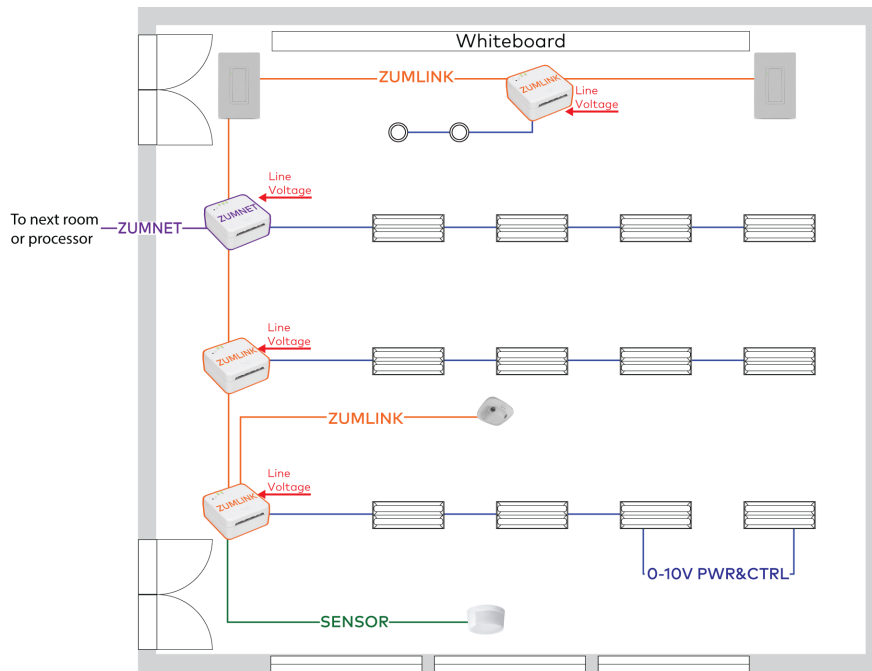 Whiteboard
ZUMLINK
ZUMLINK
Line
Voltage
Line
Voltage
ZUMNET
To next room
or processor
ZUMNET
Line
Voltage
ZUMLINK
ZUMLINK
Line
Voltage
ZUMLINK
0-10V PWR&CTRL
SENSOR